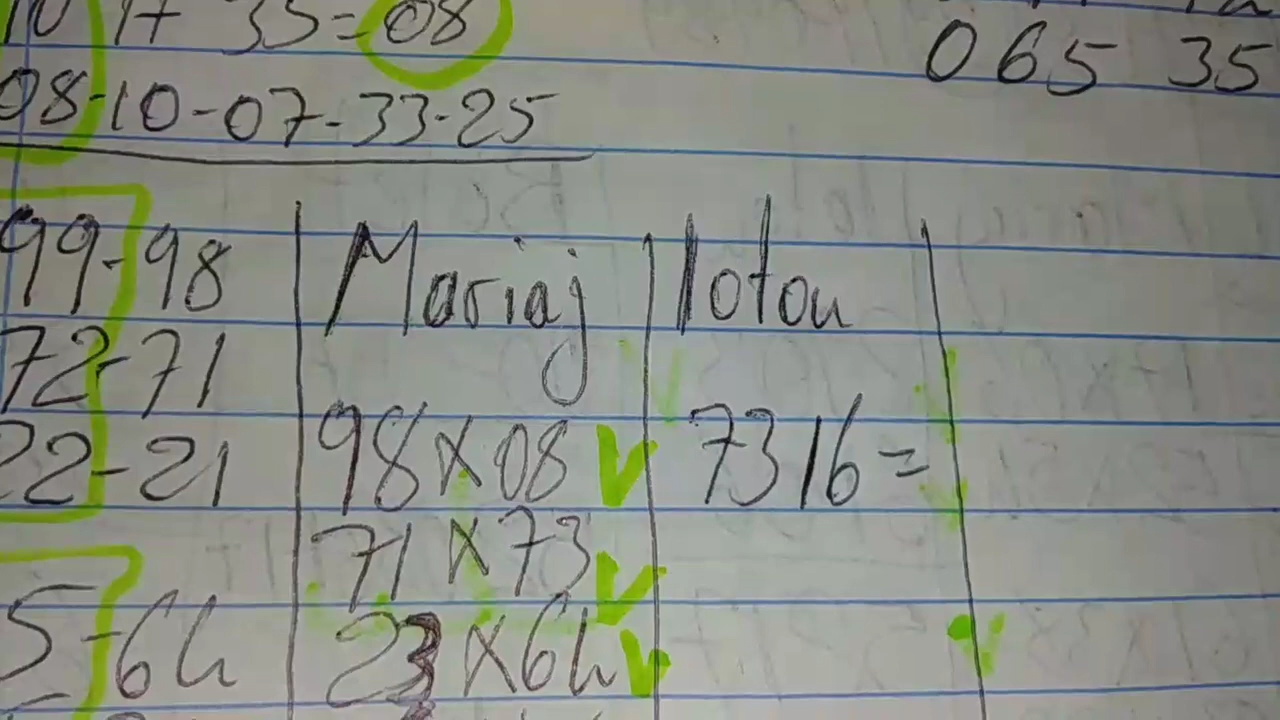 10 17 35=08
065 35
08-10-07-33-25
99-98 Mariaj lotou
72-71
22-21 98X08 7316=
71X73
5-64 23X64